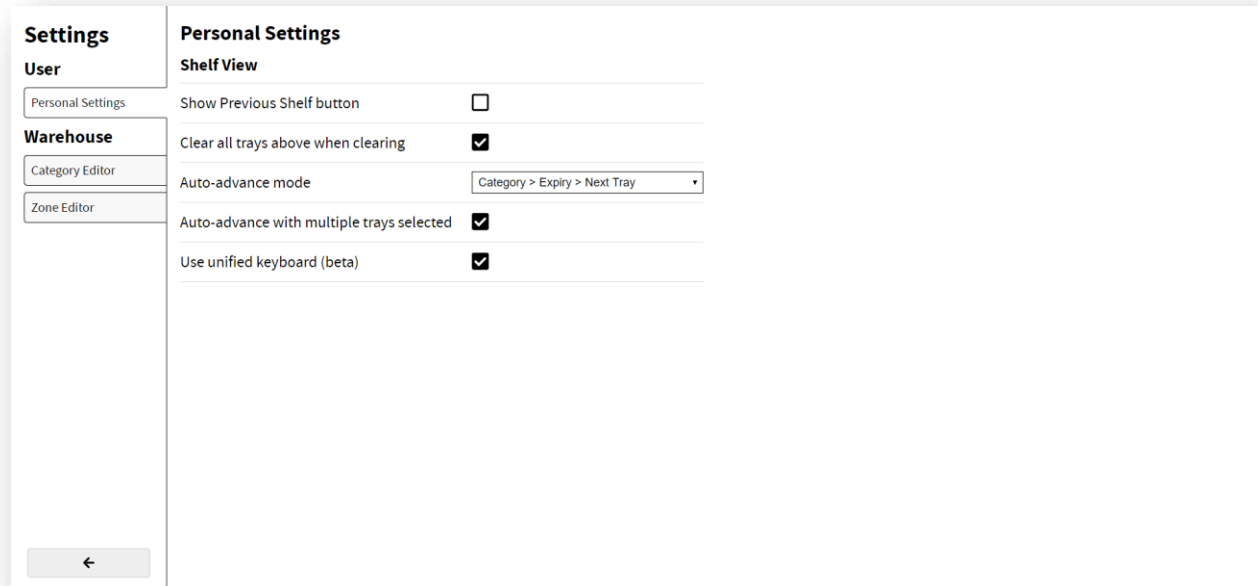 Settings
User
Personal Settings
Warehouse
Category Editor
Zone Editor
Personal Settings
Shelf View
Show Previous Shelf button
Clear all trays above when clearing
Auto-advance mode
Category > Expiry > Next Tray
Auto-advance with multiple trays selected
Use unified keyboard (beta)